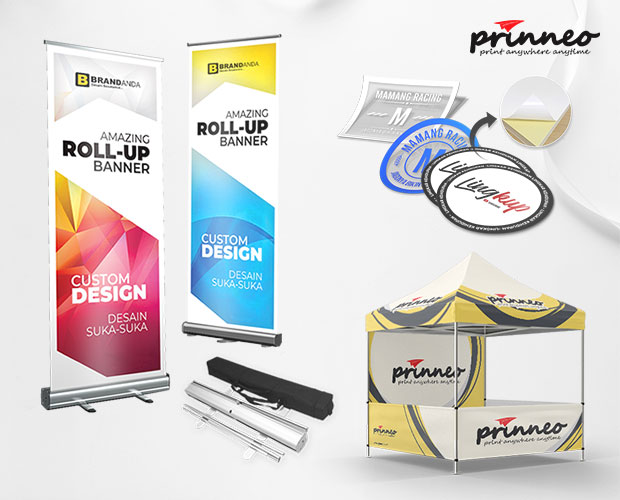 prinneo
print anywhere anytime
B BRANDANDA
AMAZING
ROLL-UP
BANNER
CUSTOM
DESIGN
DESAIN
SUKA-SUKA
B BRANDANDA
AMAZING
ROLL-UP
BANNER
CUSTOM
DESIGN
DESAIN
SUKA-SUKA
MAMANG RACING
M
MAMANG RACING
M
Lingkup
prinneo
prinneo
print anywhere anytime
prinneo
print anywhere anytime